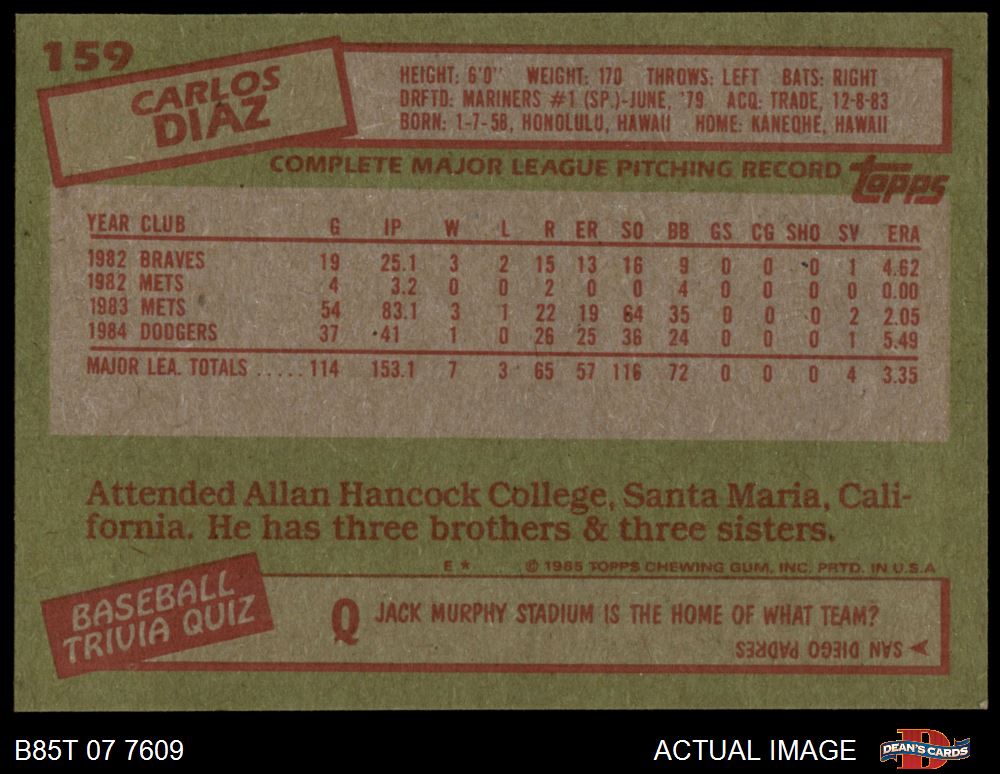 159
CARLOS
DIAZ
HEIGHT: 6'0" WEIGHT: 170 THROWS: LEFT BATS: RIGHT
DRFTD: MARINERS #1 (SP.)-JUNE, '79 ACQ: TRADE, 12-8-83
BORN: 1-7-58, HONOLULU, HAWAII HOME: KANEOHE, HAWAII
COMPLETE MAJOR LEAGUE PITCHING RECORD topps
YEAR CLUB G IP W L R ER SO BB GS CG SHO SV ERA
1982 BRAVES 19 25.1 3 2 15 13 16 9 0 0 0 1 4.62
1982 METS 4 3.2 0 0 2 0 0 4 0 0 0 0 0.00
1983 METS 54 83.1 3 1 22 19 64 35 0 0 0 2 2.05
1984 DODGERS 37 41 1 0 26 25 36 24 0 0 0 1 5.49
MAJOR LEA. TOTALS ..... 114 153.1 7 3 65 57 116 72 0 0 0 4 3.35
Attended Allan Hancock College, Santa Maria, Cali-
fornia. He has three brothers & three sisters.
E * © 1985 TOPPS CHEWING GUM, INC. PRTD. IN U.S.A
BASEBALL
TRIVIA QUIZ
Q JACK MURPHY STADIUM IS THE HOME OF WHAT TEAM?
SAN DIEGO PADRES
B85T 07 7609
ACTUAL IMAGE
DEAN'S CARDS